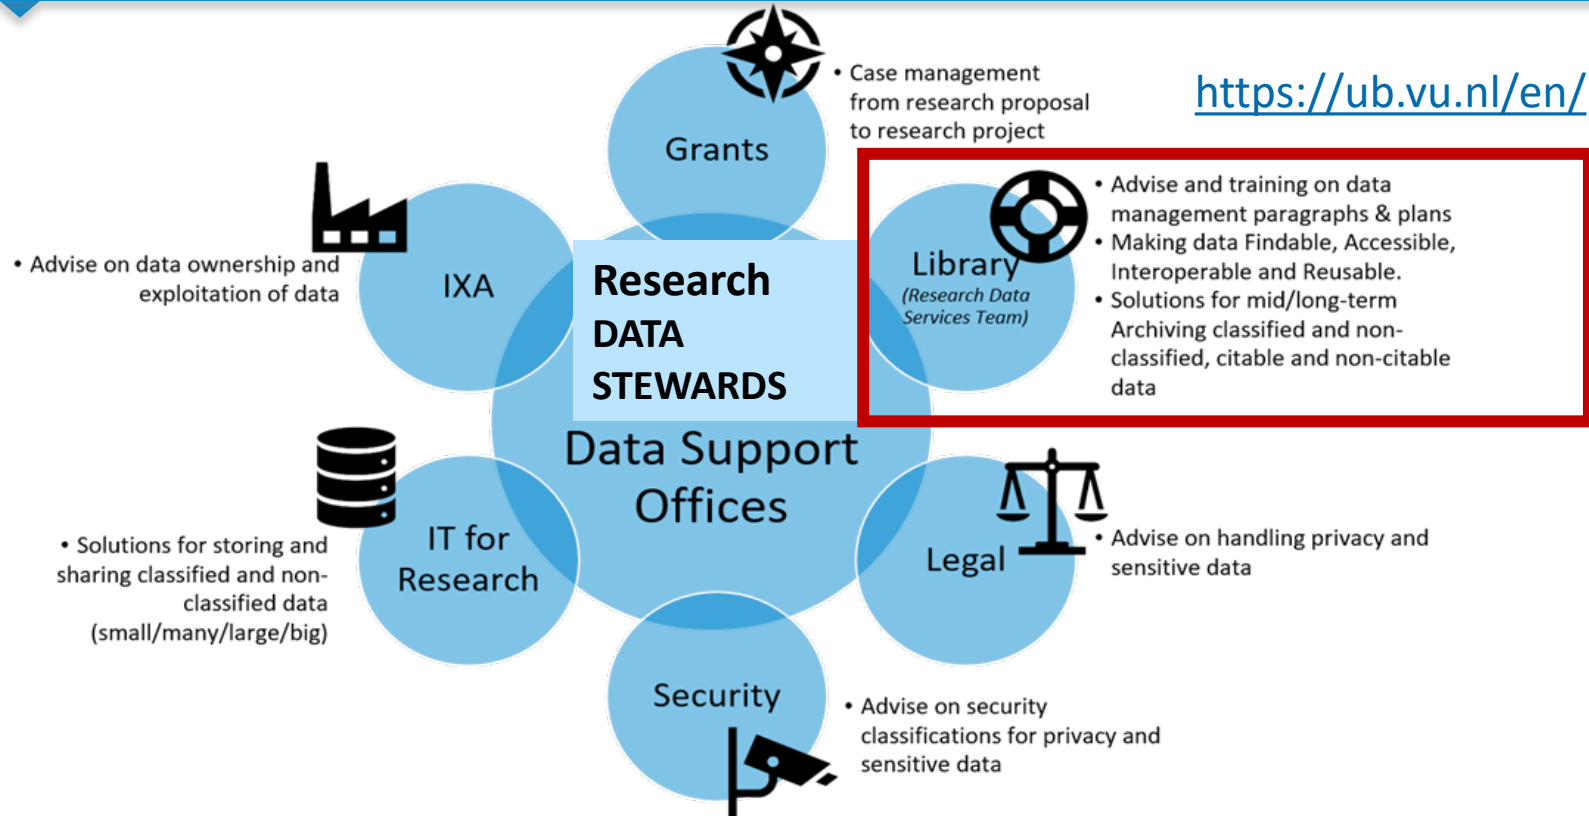 • Case management
from research proposal
to research project
https://ub.vu.nl/en/
Grants
• Advise and training on data
management paragraphs & plans
• Making data Findable, Accessible,
Interoperable and Reusable.
• Solutions for mid/long-term
Archiving classified and non-
classified, citable and non-citable
data
Library
(Research Data
Services Team)
• Advise on data ownership and
exploitation of data
IXA
Research
DATA
STEWARDS
Data Support
Offices
• Solutions for storing and
sharing classified and non-
classified data
(small/many/large/big)
IT for
Research
Legal
• Advise on handling privacy and
sensitive data
Security
• Advise on security
classifications for privacy and
sensitive data